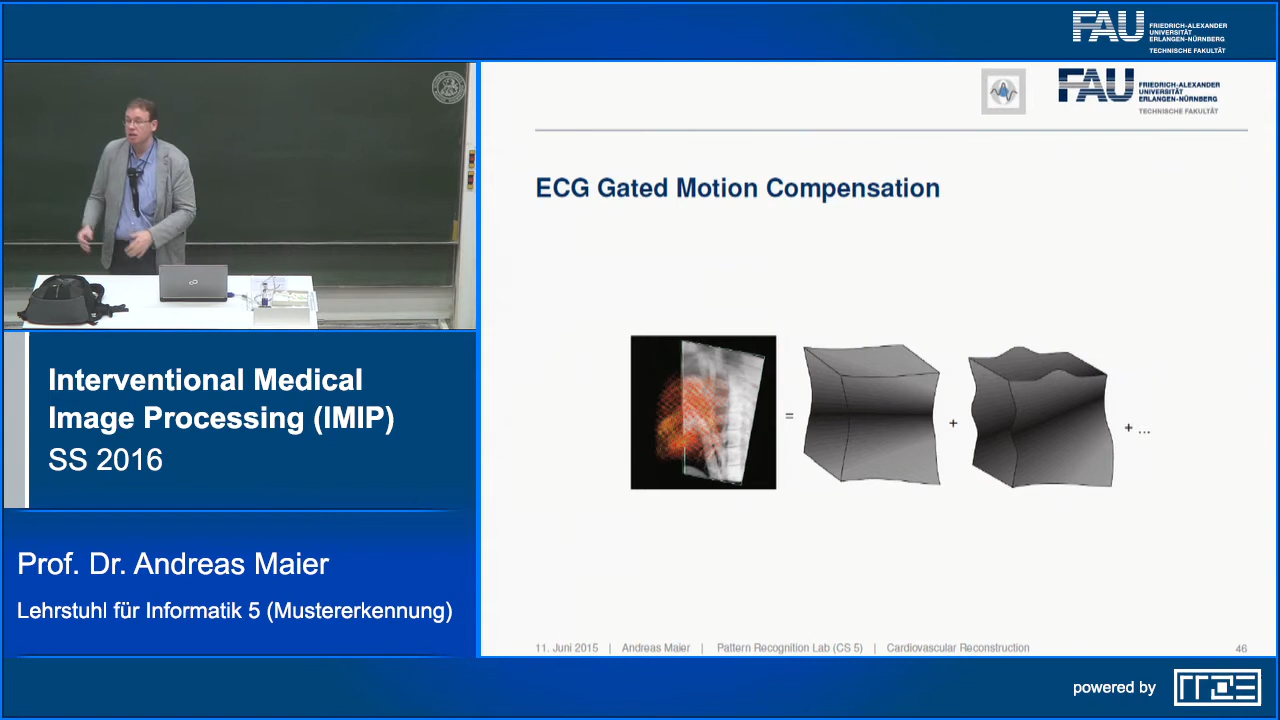 FAU
FRIEDRICH-ALEXANDER
UNIVERSITÄT
ERLANGEN-NÜRNBERG
TECHNISCHE FAKULTÄT
FAU
FRIEDRICH-ALEXANDER
UNIVERSITÄT
ERLANGEN-NÜRNBERG
TECHNISCHE FAKULTÄT
ECG Gated Motion Compensation
= + + ...
Interventional Medical
Image Processing (IMIP)
SS 2016
Prof. Dr. Andreas Maier
Lehrstuhl für Informatik 5 (Mustererkennung)
11. Juni 2015 | Andreas Maier | Pattern Recognition Lab (CS 5) | Cardiovascular Reconstruction 46
powered by